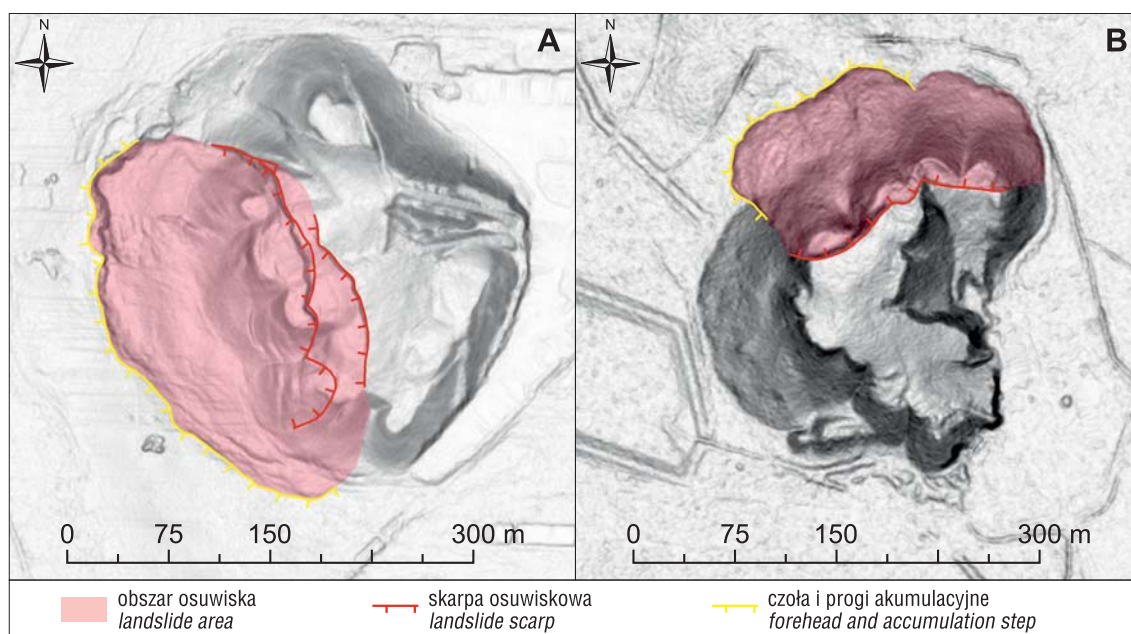 N
A
N
B
0 75 150 300 m
0 75 150 300 m
obszar osuwiska
landslide area
skarpa osuwiskowa
landslide scarp
czoła i progi akumulacyjne
forehead and accumulation step